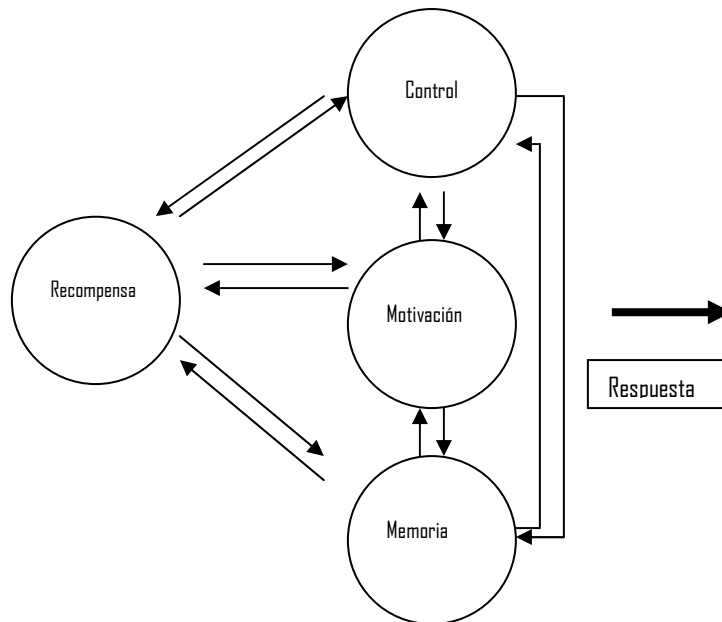 Control
Recompensa
Motivación
Respuesta
Memoria